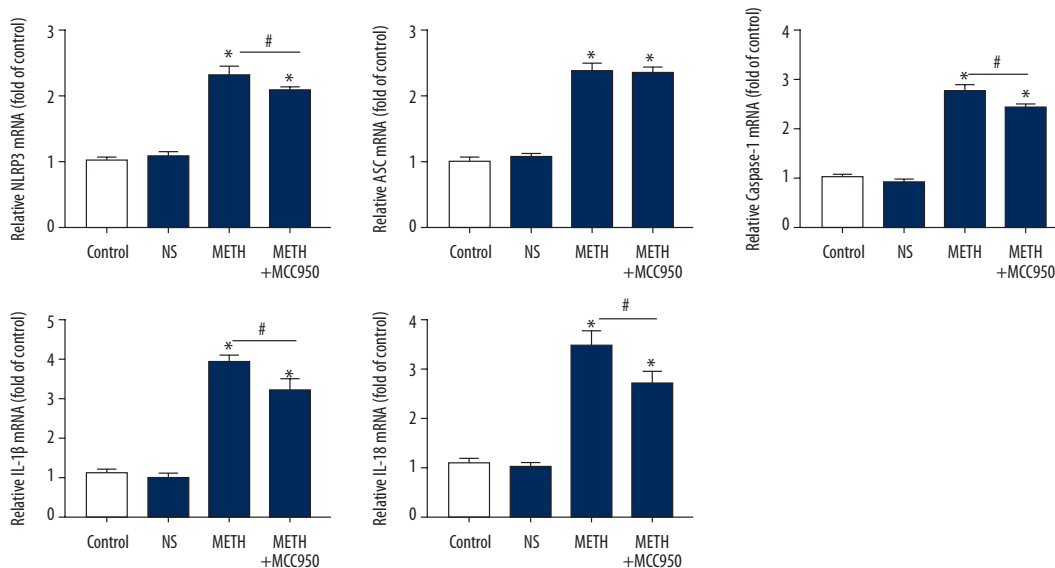 Relative NLRP3 mRNA (fold of control)
3
2
1
0
*
#
*
Control
NS
METH
METH
+MCC950
Relative ASC mRNA (fold of control)
3
2
1
0
*
*
Control
NS
METH
METH
+MCC950
Relative Caspase-1 mRNA (fold of control)
4
3
2
1
0
*
#
*
Control
NS
METH
METH
+MCC950
Relative IL-1β mRNA (fold of control)
5
4
3
2
1
0
*
#
*
Control
NS
METH
METH
+MCC950
Relative IL-18 mRNA (fold of control)
4
3
2
1
0
*
#
*
Control
NS
METH
METH
+MCC950